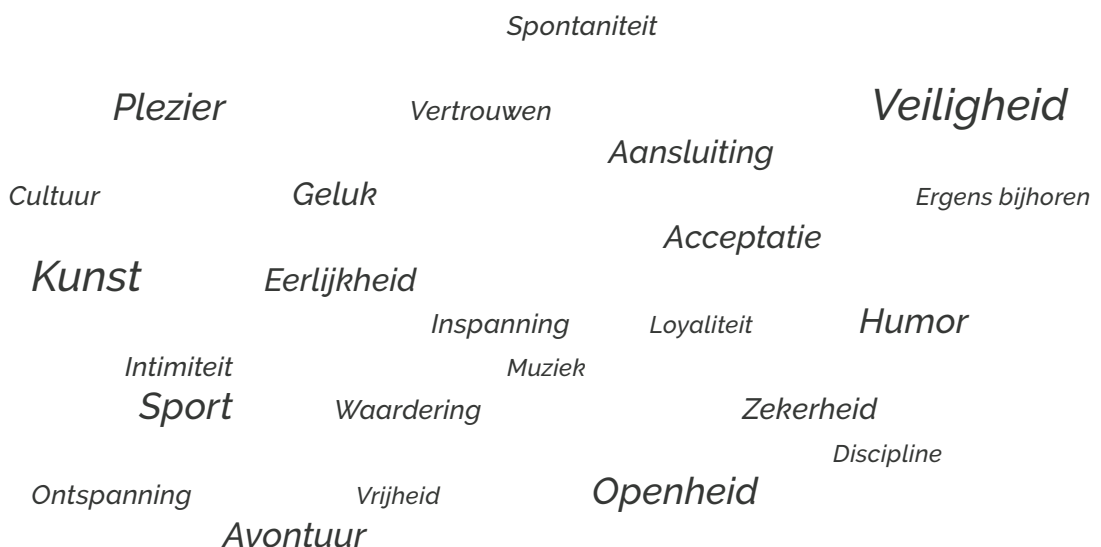 Spontaniteit
Plezier Vertrouwen Veiligheid
Aansluiting
Cultuur Geluk Ergens bijhoren
Acceptatie
Kunst Eerlijkheid
Inspanning Loyaliteit Humor
Intimiteit Muziek
Sport Waardering Zekerheid
Discipline
Ontspanning Vrijheid Openheid
Avontuur